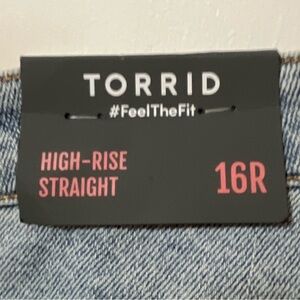 TORRID
#FeelTheFit
HIGH-RISE
STRAIGHT
16R